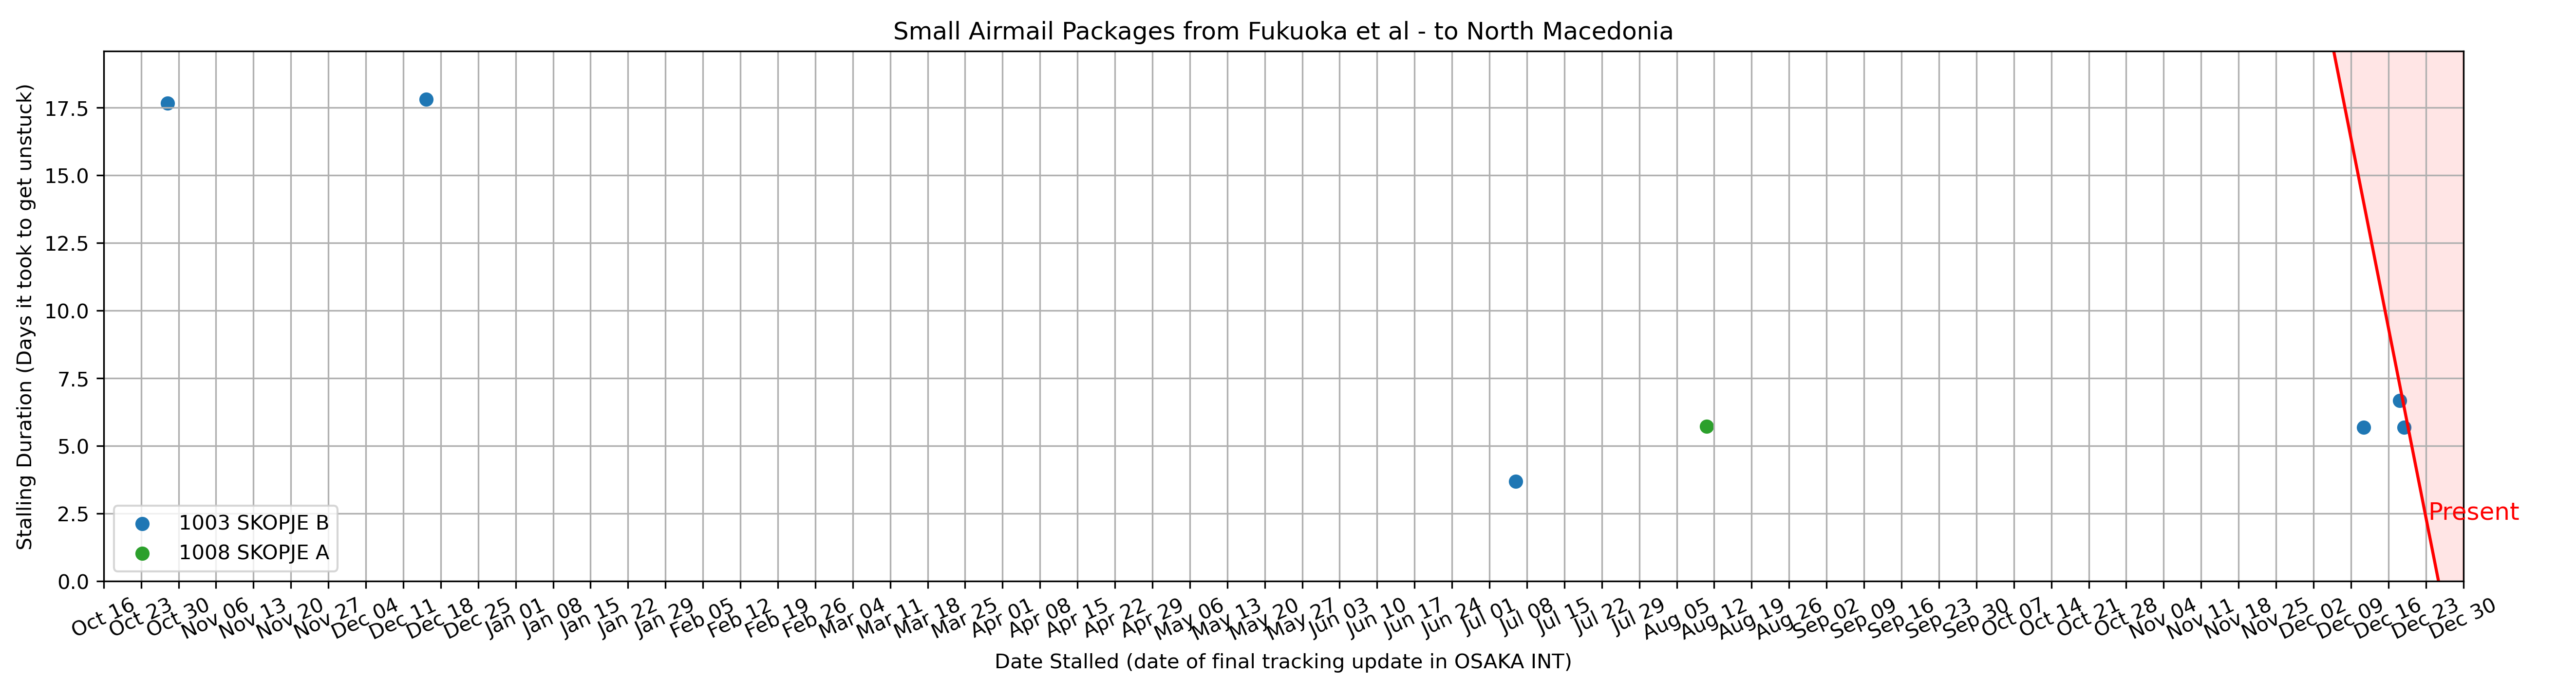 Small Airmail Packages from Fukuoka et al - to North Macedonia
Stalling Duration (Days it took to get unstuck)
17.5
15.0
12.5
10.0
7.5
5.0
2.5
0.0
1003 SKOPJE B
1008 SKOPJE A
Present
Oct 16
Oct 23
Oct 30
Nov 06
Nov 13
Nov 20
Nov 27
Dec 04
Dec 11
Dec 18
Dec 25
Jan 01
Jan 08
Jan 15
Jan 22
Jan 29
Feb 05
Feb 12
Feb 19
Feb 26
Mar 04
Mar 11
Mar 18
Mar 25
Apr 01
Apr 08
Apr 15
Apr 22
Apr 29
May 06
May 13
May 20
May 27
Jun 03
Jun 10
Jun 17
Jun 24
Jul 01
Jul 08
Jul 15
Jul 22
Jul 29
Aug 05
Aug 12
Aug 19
Aug 26
Sep 02
Sep 09
Sep 16
Sep 23
Sep 30
Oct 07
Oct 14
Oct 21
Oct 28
Nov 04
Nov 11
Nov 18
Nov 25
Dec 02
Dec 09
Dec 16
Dec 23
Dec 30
Date Stalled (date of final tracking update in OSAKA INT)